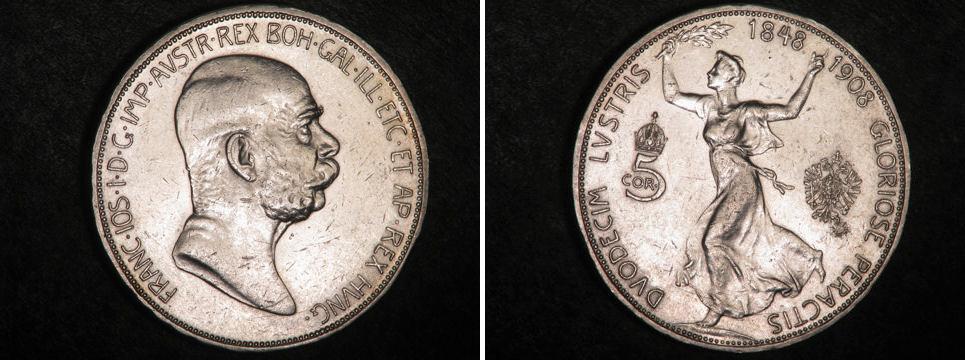 FRANC·IOS·I·D·G·IMP·AVSTR·REX BOH·GAL·ILL·ETC·ET AP·REX HVNG·
DVODECIM LVSTRIS 1848 1908 GLORIOSE PERACTIS
5
COR.